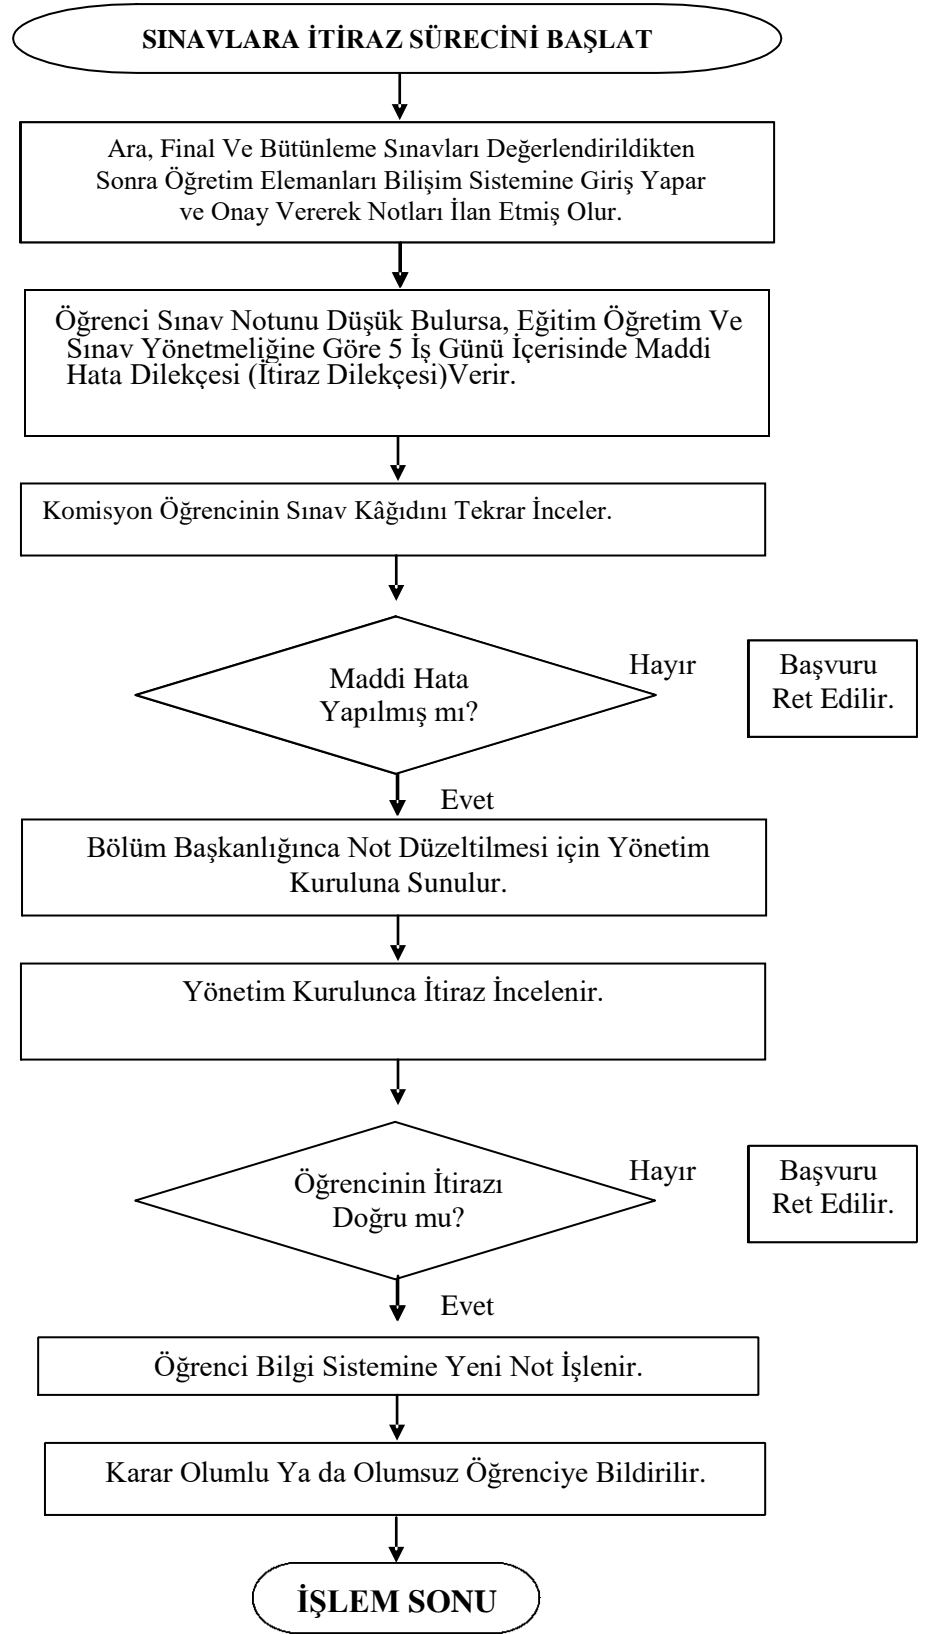 SINAVLARA İTİRAZ SÜRECİNİ BAŞLAT
Ara, Final Ve Bütünleme Sınavları Değerlendirildikten
Sonra Öğretim Elemanları Bilişim Sistemine Giriş Yapar
ve Onay Vererek Notları İlan Etmiş Olur.
Öğrenci Sınav Notunu Düşük Bulursa, Eğitim Öğretim Ve
Sınav Yönetmeliğine Göre 5 İş Günü İçerisinde Maddi
Hata Dilekçesi (İtiraz Dilekçesi)Verir.
Komisyon Öğrencinin Sınav Kâğıdını Tekrar İnceler.
Maddi Hata
Yapılmış mı?
Hayır
Başvuru
Ret Edilir.
Evet
Bölüm Başkanlığınca Not Düzeltilmesi için Yönetim
Kuruluna Sunulur.
Yönetim Kurulunca İtiraz İncelenir.
Öğrencinin İtirazı
Doğru mu?
Hayır
Başvuru
Ret Edilir.
Evet
Öğrenci Bilgi Sistemine Yeni Not İşlenir.
Karar Olumlu Ya da Olumsuz Öğrenciye Bildirilir.
İŞLEM SONU